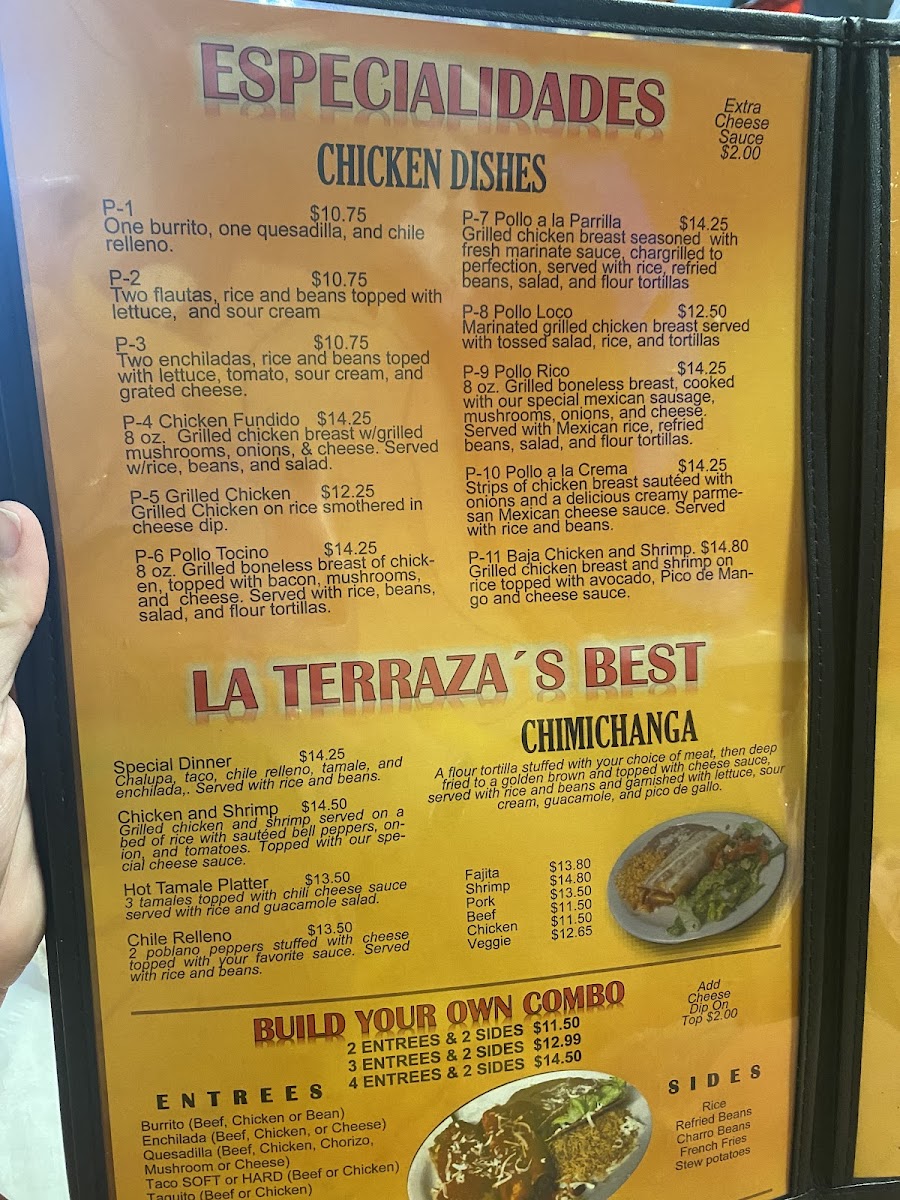 ESPECIALIDADES
Extra
Cheese
Sauce
$2.00
CHICKEN DISHES
P-1 $10.75
One burrito, one quesadilla, and chile
relleno.
P-2 $10.75
Two flautas, rice and beans topped with
lettuce, and sour cream
P-3 $10.75
Two enchiladas, rice and beans toped
with lettuce, tomato, sour cream, and
grated cheese.
P-4 Chicken Fundido $14.25
8 oz. Grilled chicken breast w/grilled
mushrooms, onions, & cheese. Served
w/rice, beans, and salad.
P-5 Grilled Chicken $12.25
Grilled Chicken on rice smothered in
cheese dip.
P-6 Pollo Tocino $14.25
8 oz. Grilled boneless breast of chick-
en, topped with bacon, mushrooms,
and cheese. Served with rice, beans,
salad, and flour tortillas.
P-7 Pollo a la Parrilla $14.25
Grilled chicken breast seasoned with
fresh marinate sauce, chargrilled to
perfection, served with rice, refried
beans, salad, and flour tortillas
P-8 Pollo Loco $12.50
Marinated grilled chicken breast served
with tossed salad, rice, and tortillas
P-9 Pollo Rico $14.25
8 oz. Grilled boneless breast, cooked
with our special mexican sausage,
mushrooms, onions, and cheese.
Served with Mexican rice, refried
beans, salad, and flour tortillas.
P-10 Pollo a la Crema $14.25
Strips of chicken breast sautéed with
onions and a delicious creamy parme-
san Mexican cheese sauce. Served
with rice and beans.
P-11 Baja Chicken and Shrimp. $14.80
Grilled chicken breast and shrimp on
rice topped with avocado, Pico de Man-
go and cheese sauce.
LA TERRAZA´S BEST
Special Dinner $14.25
Chalupa, taco, chile relleno, tamale, and
enchilada,. Served with rice and beans.
Chicken and Shrimp $14.50
Grilled chicken and shrimp served on a
bed of rice with sautéed bell peppers, on-
ion, and tomatoes. Topped with our spe-
cial cheese sauce.
Hot Tamale Platter $13.50
3 tamales topped with chili cheese sauce
served with rice and guacamole salad.
Chile Relleno $13.50
2 poblano peppers stuffed with cheese
topped with your favorite sauce. Served
with rice and beans.
CHIMICHANGA
A flour tortilla stuffed with your choice of meat, then deep
fried to a golden brown and topped with cheese sauce,
served with rice and beans and garnished with lettuce, sour
cream, guacamole, and pico de gallo.
Fajita $13.80
Shrimp $14.80
Pork $13.50
Beef $11.50
Chicken $11.50
Veggie $12.65
BUILD YOUR OWN COMBO
2 ENTREES & 2 SIDES $11.50
3 ENTREES & 2 SIDES $12.99
4 ENTREES & 2 SIDES $14.50
Add
Cheese
Dip On
Top $2.00
ENTREES
Burrito (Beef, Chicken or Bean)
Enchilada (Beef, Chicken, or Cheese)
Quesadilla (Beef, Chicken, Chorizo,
Mushroom or Cheese)
Taco SOFT or HARD (Beef or Chicken)
Taquito (Beef or Chicken)
SIDES
Rice
Refried Beans
Charro Beans
French Fries
Stew potatoes